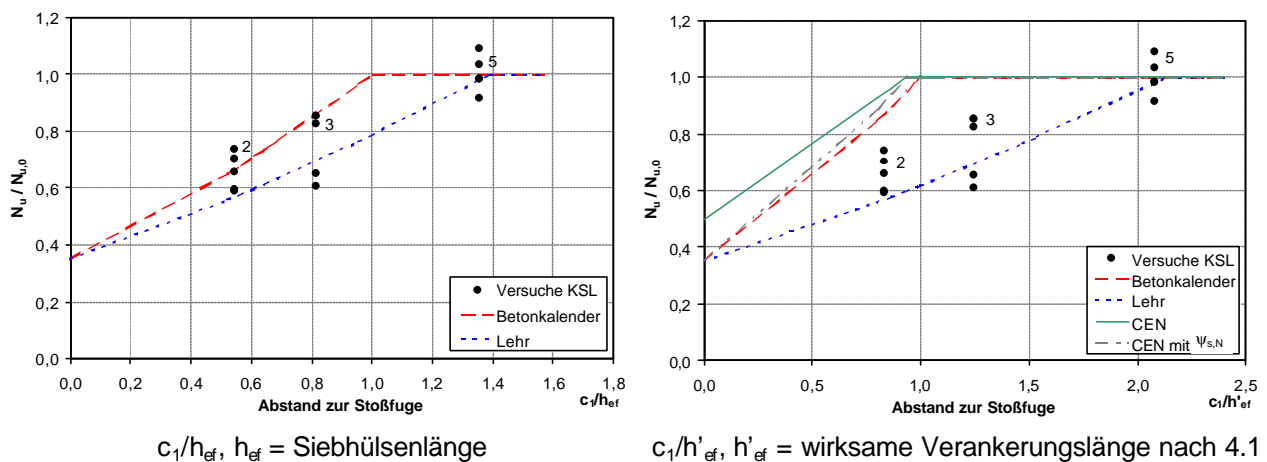 1,2
1,0
0,8
0,6
0,4
0,2
0,0
Nu / Nu,0
2
3
5
Versuche KSL
Betonkalender
Lehr
0,0 0,2 0,4 0,6 0,8 1,0 1,2 1,4 1,6 1,8
Abstand zur Stoßfuge
c1/hef
c1/hef, hef = Siebhülsenlänge
1,2
1,0
0,8
0,6
0,4
0,2
0,0
Nu / Nu,0
2
3
5
Versuche KSL
Betonkalender
Lehr
CEN
CEN mit ψs,N
0,0 0,5 1,0 1,5 2,0 2,5
Abstand zur Stoßfuge
c1/h'ef
c1/h'ef, h'ef = wirksame Verankerungslänge nach 4.1